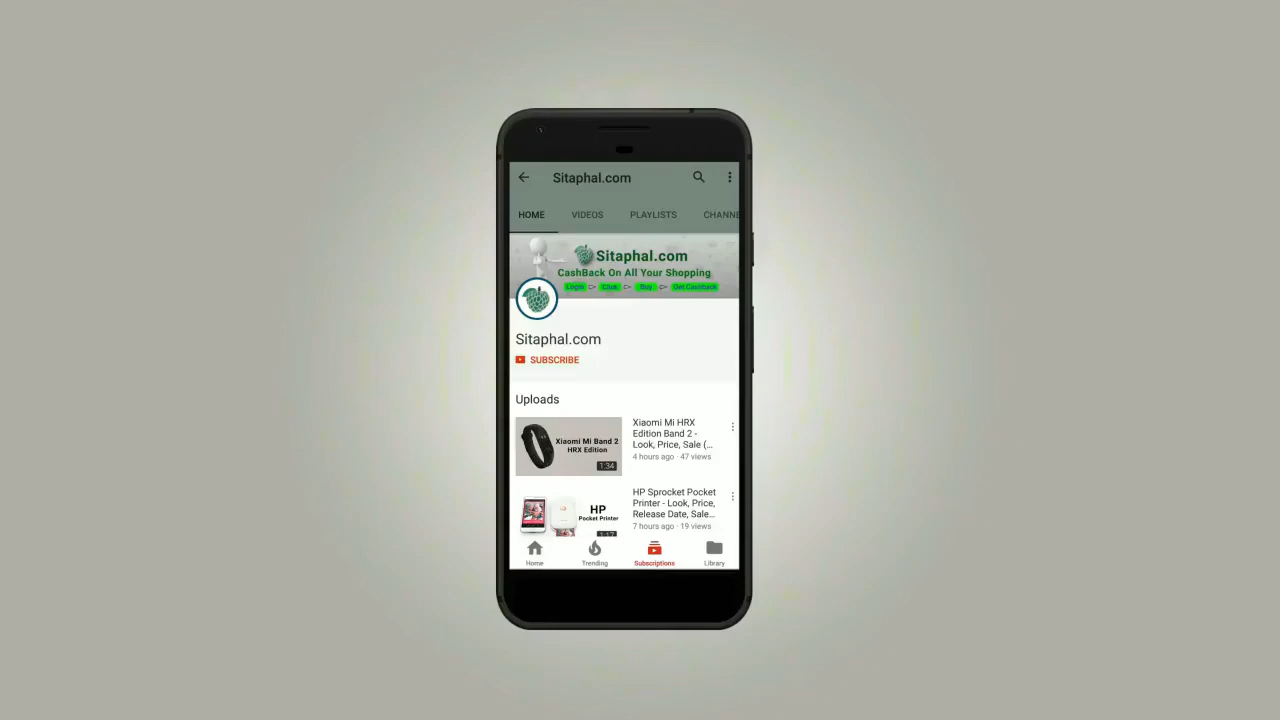 Sitaphal.com
HOME VIDEOS PLAYLISTS CHANNE
Sitaphal.com
CashBack On All Your Shopping
Login Click Buy Get Cashback
Sitaphal.com
SUBSCRIBE
Uploads
Xiaomi Mi Band 2
HRX Edition
1:34
Xiaomi Mi HRX
Edition Band 2 -
Look, Price, Sale (...
4 hours ago · 47 views
HP
Pocket Printer
1:17
HP Sprocket Pocket
Printer - Look, Price,
Release Date, Sale...
7 hours ago · 19 views
Home Trending Subscriptions Library